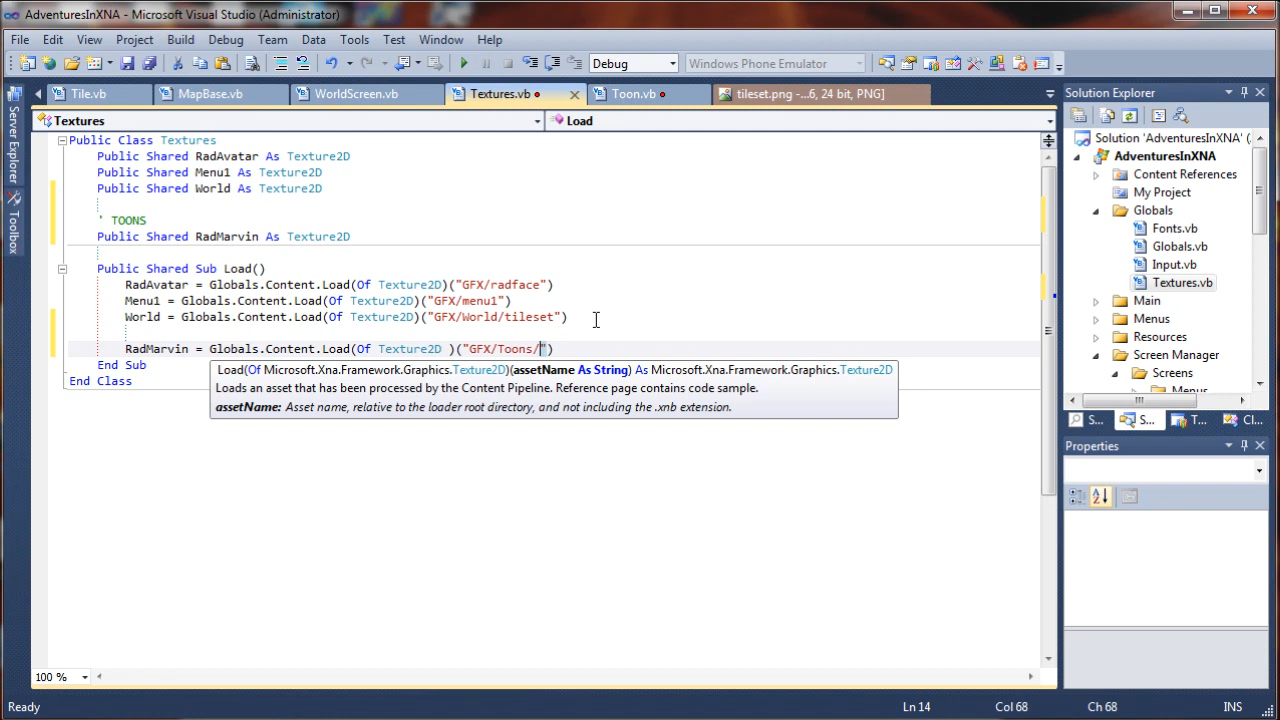 AdventuresInXNA - Microsoft Visual Studio (Administrator)
File Edit View Project Build Debug Team Data Tools Test Window Help
Debug Windows Phone Emulator
Tile.vb MapBase.vb WorldScreen.vb Textures.vb Toon.vb tileset.png -...6, 24 bit, PNG]
Textures Load
Server Explorer
Toolbox
Public Class Textures
Public Shared RadAvatar As Texture2D
Public Shared Menu1 As Texture2D
Public Shared World As Texture2D
' TOONS
Public Shared RadMarvin As Texture2D
Public Shared Sub Load()
RadAvatar = Globals.Content.Load(Of Texture2D)("GFX/radface")
Menu1 = Globals.Content.Load(Of Texture2D)("GFX/menu1")
World = Globals.Content.Load(Of Texture2D)("GFX/World/tileset")
RadMarvin = Globals.Content.Load(Of Texture2D )("GFX/Toons/")
End Sub
End Class
Load(Of Microsoft.Xna.Framework.Graphics.Texture2D)(assetName As String) As Microsoft.Xna.Framework.Graphics.Texture2D
Loads an asset that has been processed by the Content Pipeline. Reference page contains code sample.
assetName: Asset name, relative to the loader root directory, and not including the .xnb extension.
100 %
Solution Explorer
Solution 'AdventuresInXNA' (
AdventuresInXNA
Content References
My Project
Globals
Fonts.vb
Globals.vb
Input.vb
Textures.vb
Main
Menus
Resources
Screen Manager
Screens
Menus
S... S... T... Cl...
Properties
Ready Ln 14 Col 68 Ch 68 INS